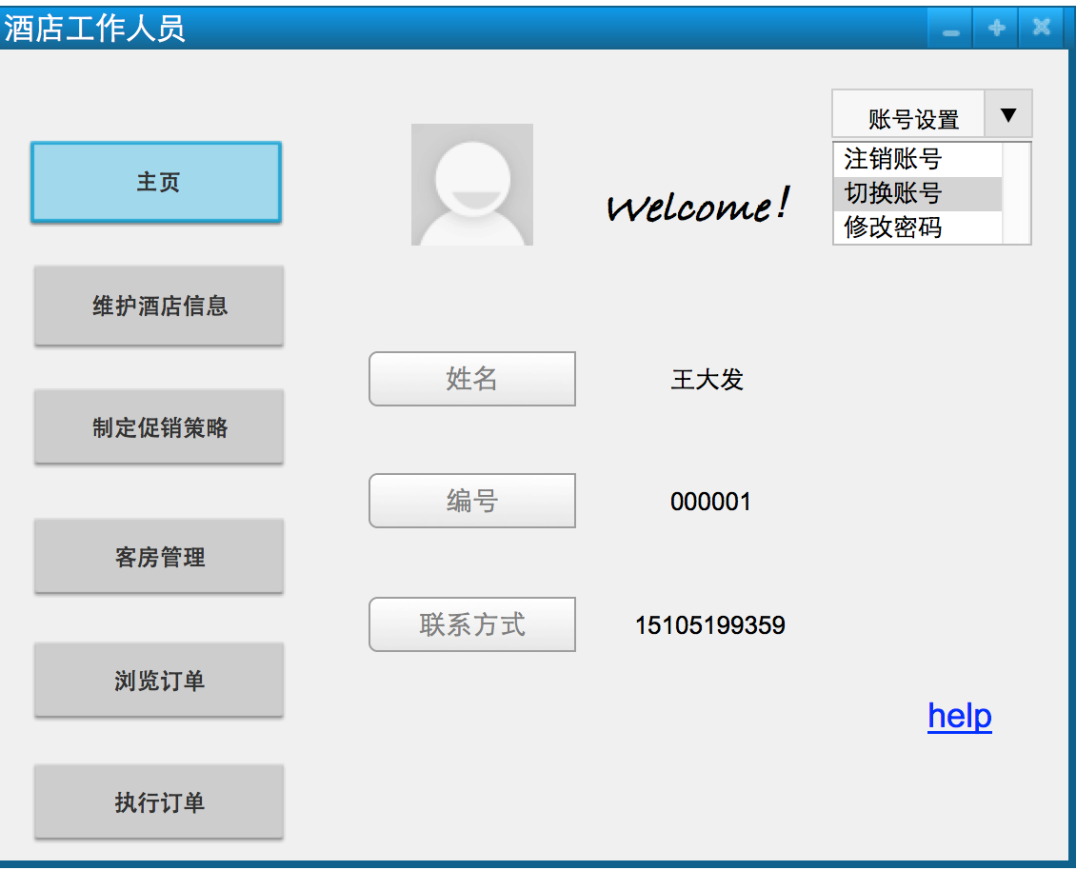 酒店工作人员
账号设置
注销账号
切换账号
修改密码
Welcome!
主页
维护酒店信息
制定促销策略
客房管理
浏览订单
执行订单
姓名 王大发
编号 000001
联系方式 15105199359
help